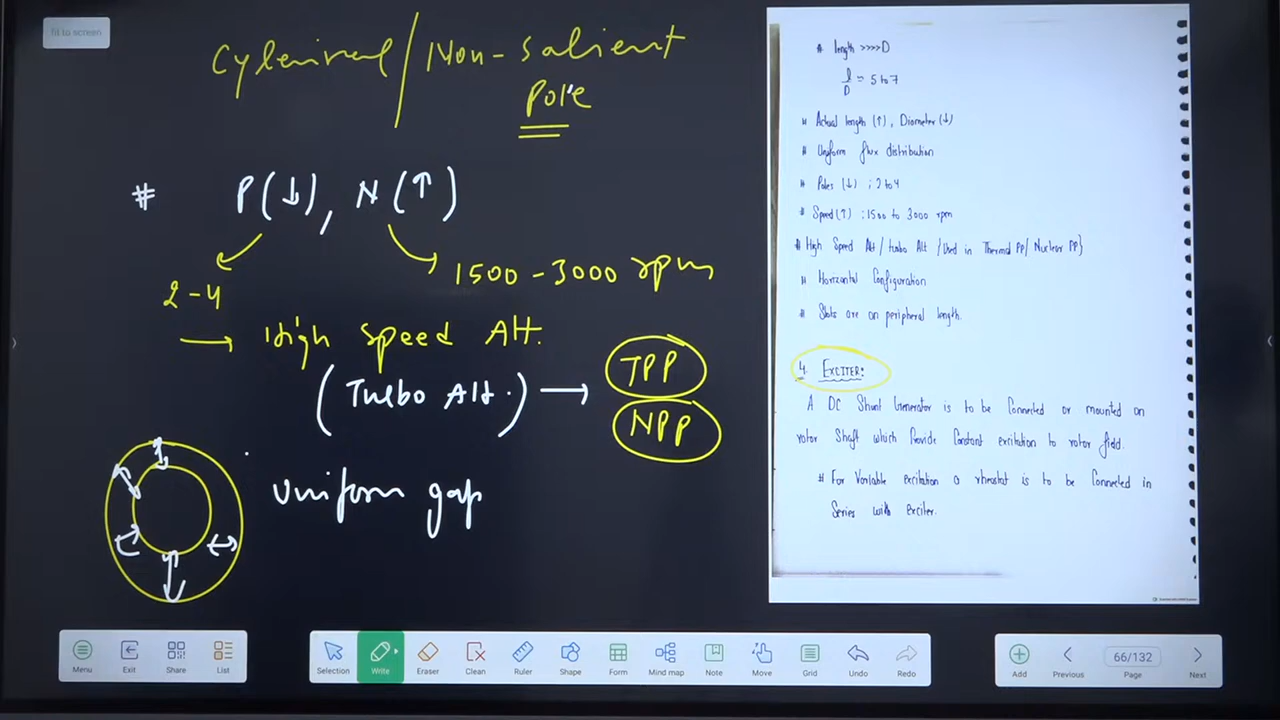 fit to screen
Cyliniral / Non-salient
Pole
# P(↓), N(↑)
2-4
1500-3000 rpm
→ High Speed Alt.
(Turbo Alt.) → TPP
NPP
Uniform gap
# length >>>>D
l/D = 5 to 7
# Actual length (↑), Diameter (↓)
# Uniform flux distribution
# Poles (↓) ; 2 to 4
# Speed (↑) : 1500 to 3000 rpm
# High Speed Alt / turbo Alt / Used in Thermal PP / Nuclear PP}
# Horizontal Configuration
# Slots are on peripheral length.
4. EXCITER:
A DC Shunt Generator is to be Connected or mounted on
rotor Shaft which Provide Constant excitation to rotor field.
# For Variable excitation a rheostat is to be Connected in
Series with exciter.
Menu Exit Share List Selection Write Eraser Clean Ruler Shape Form Mind map Note Move Grid Undo Redo Add Previous 66/132 Page Next